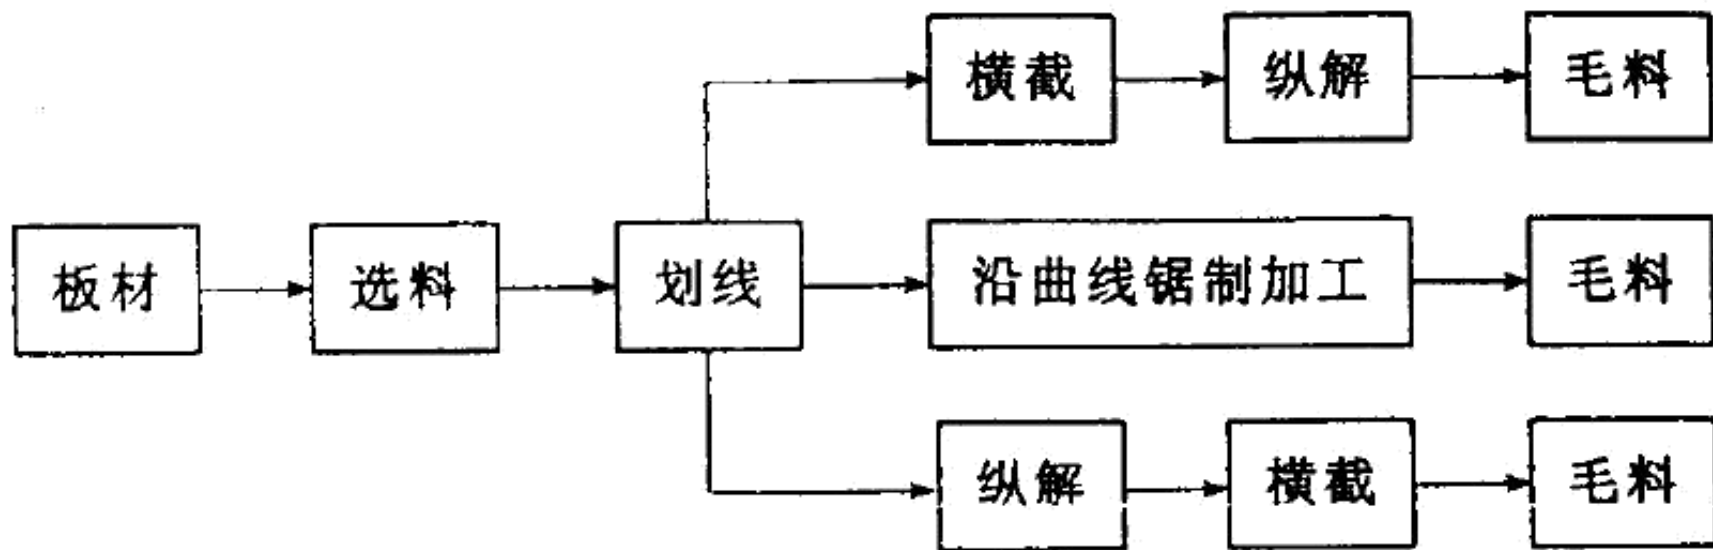 横截 纵解 毛料
板材 选料 划线 沿曲线锯制加工 毛料
纵解 横截 毛料